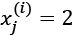 x_j^{(i)} = 2